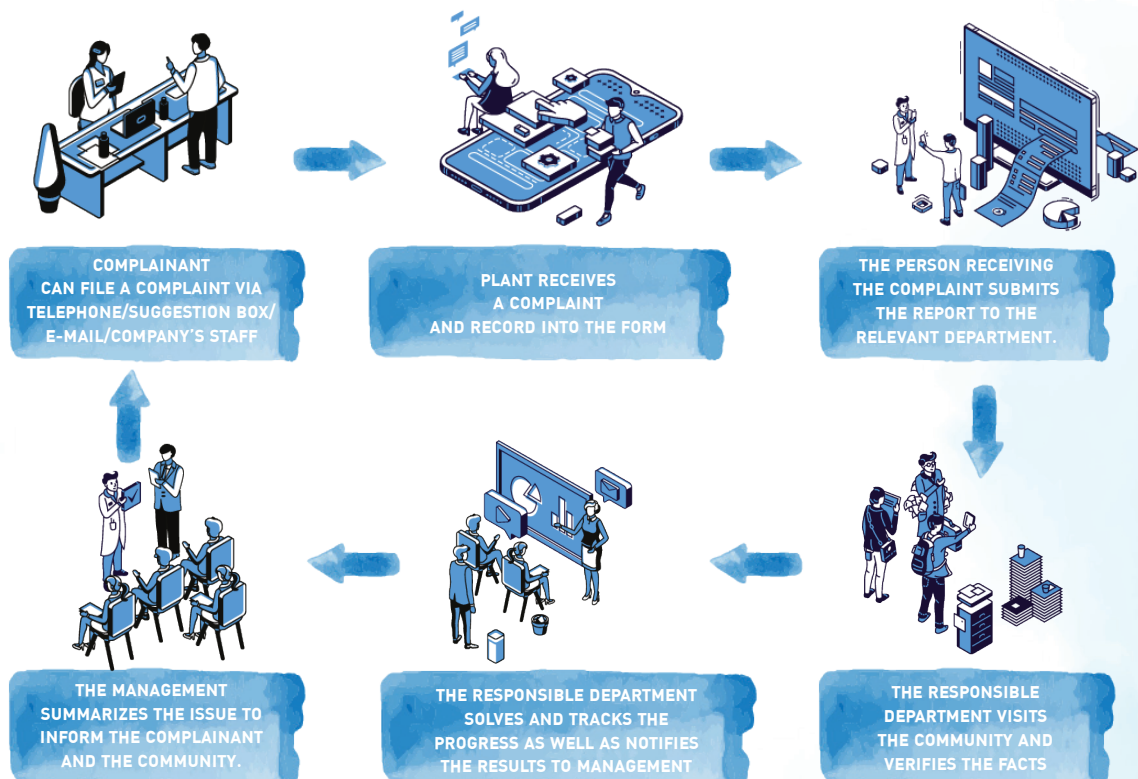 COMPLAINANT
CAN FILE A COMPLAINT VIA
TELEPHONE/SUGGESTION BOX/
E-MAIL/COMPANY'S STAFF
PLANT RECEIVES
A COMPLAINT
AND RECORD INTO THE FORM
THE PERSON RECEIVING
THE COMPLAINT SUBMITS
THE REPORT TO THE
RELEVANT DEPARTMENT.
THE RESPONSIBLE
DEPARTMENT VISITS
THE COMMUNITY AND
VERIFIES THE FACTS
THE RESPONSIBLE DEPARTMENT
SOLVES AND TRACKS THE
PROGRESS AS WELL AS NOTIFIES
THE RESULTS TO MANAGEMENT
THE MANAGEMENT
SUMMARIZES THE ISSUE TO
INFORM THE COMPLAINANT
AND THE COMMUNITY.